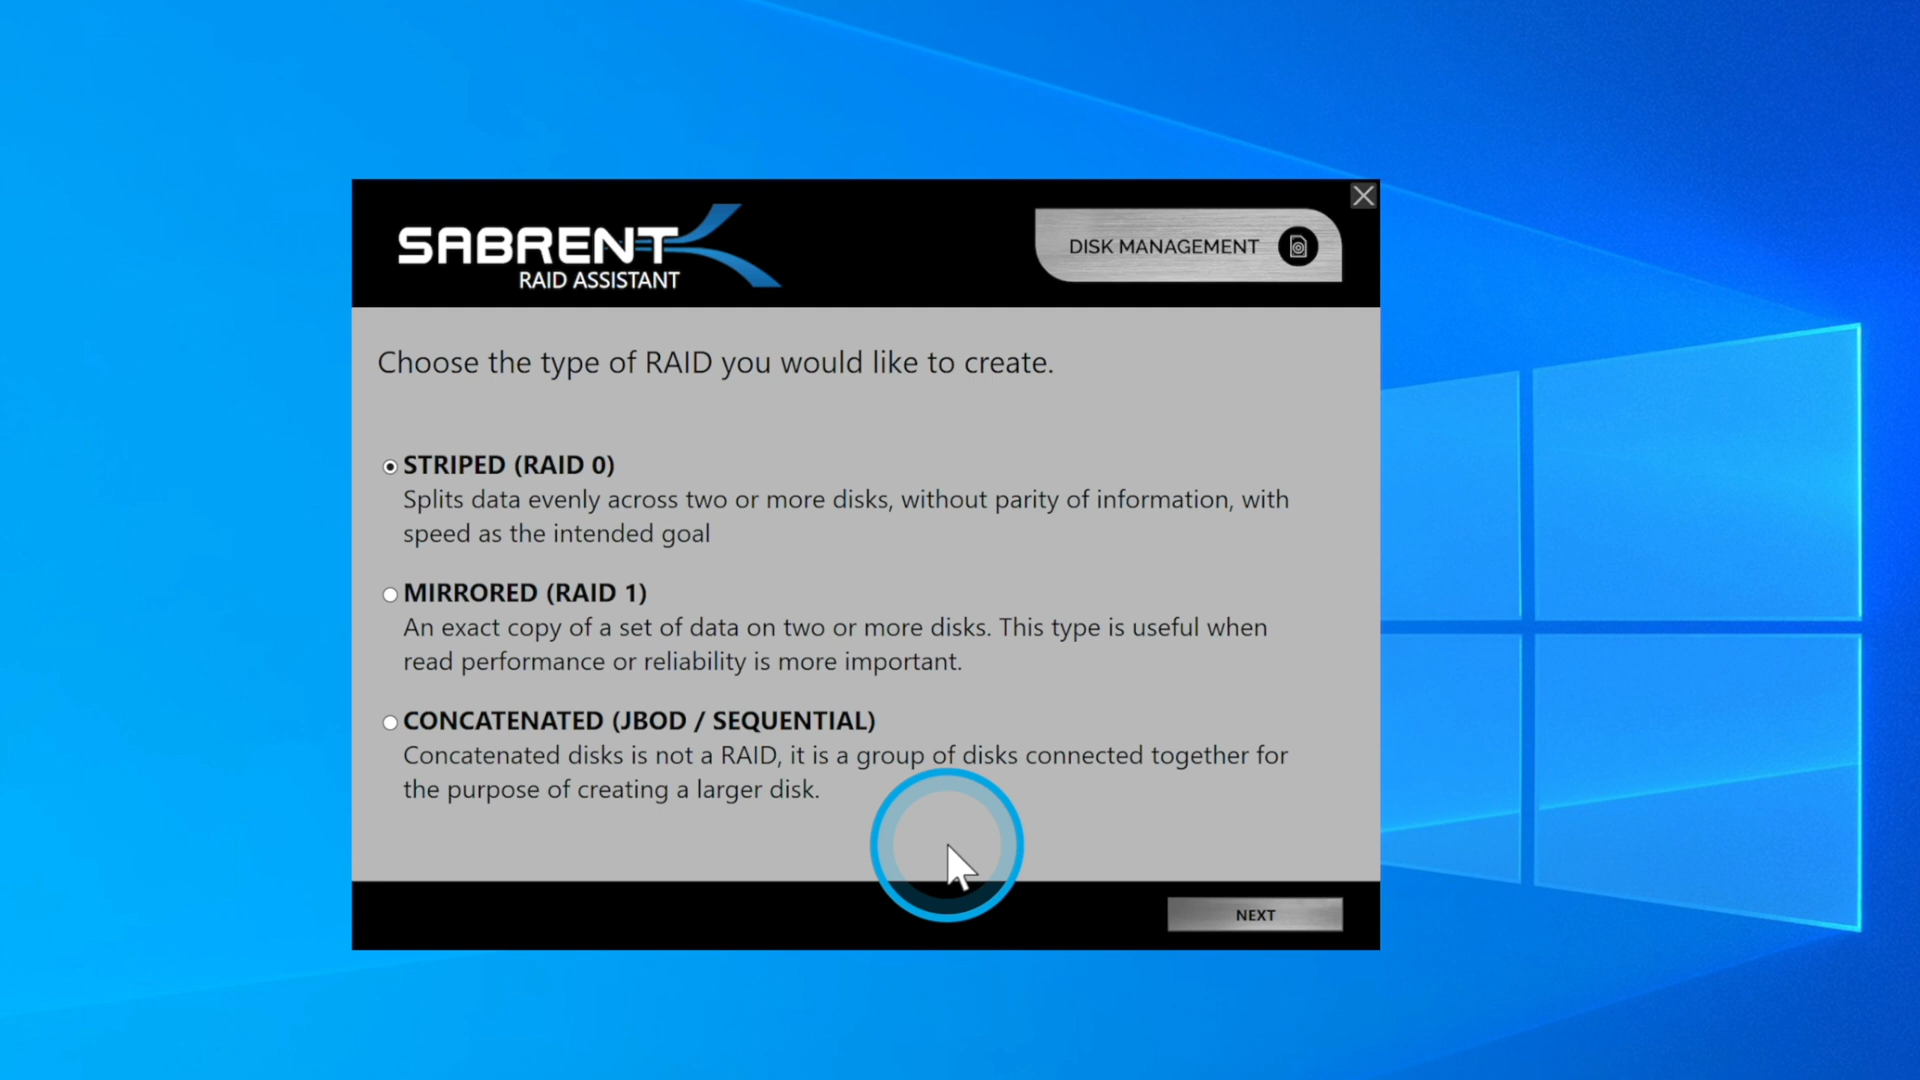 SABRENT
RAID ASSISTANT
DISK MANAGEMENT
Choose the type of RAID you would like to create.
STRIPED (RAID 0)
Splits data evenly across two or more disks, without parity of information, with
speed as the intended goal
MIRRORED (RAID 1)
An exact copy of a set of data on two or more disks. This type is useful when
read performance or reliability is more important.
CONCATENATED (JBOD / SEQUENTIAL)
Concatenated disks is not a RAID, it is a group of disks connected together for
the purpose of creating a larger disk.
NEXT